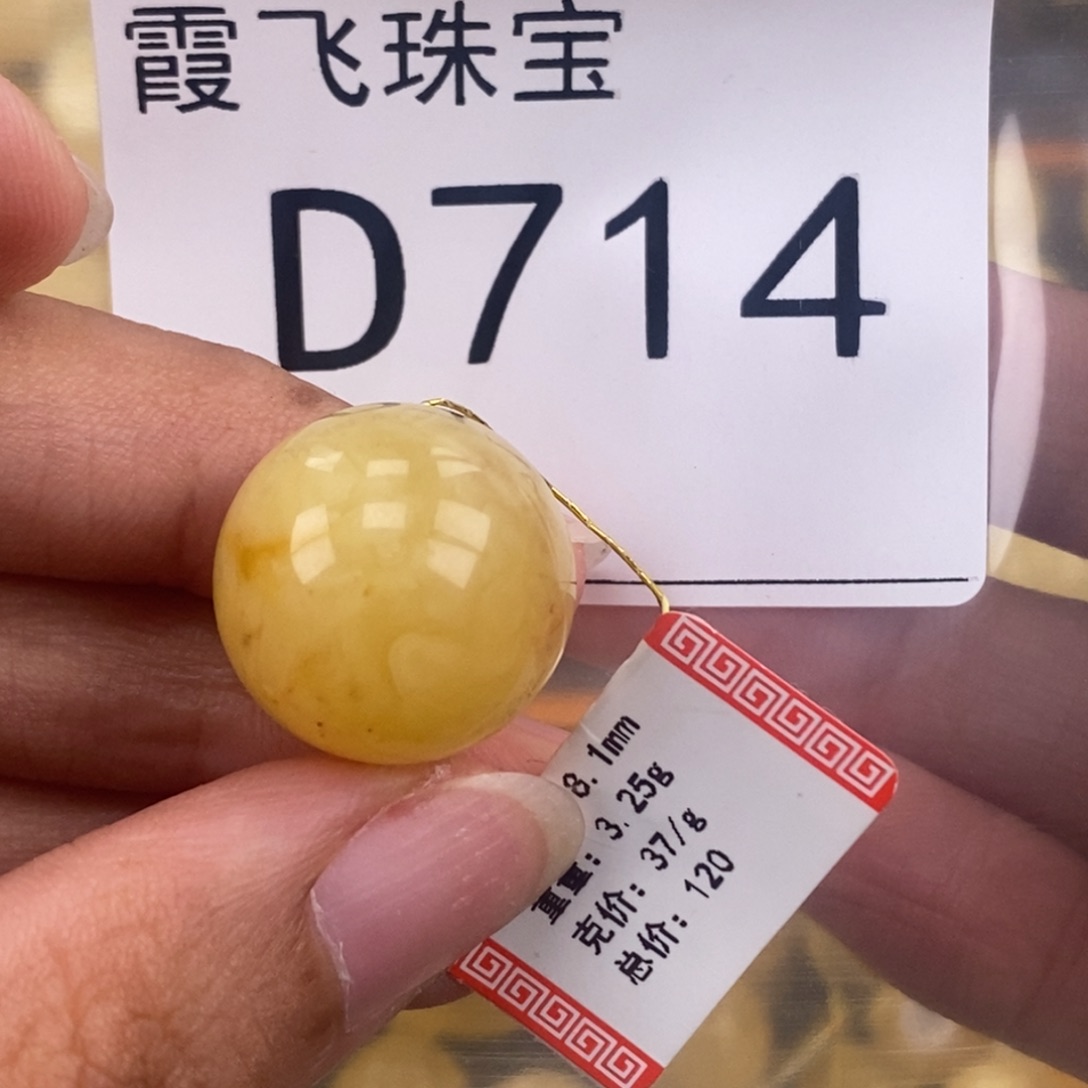 霞飞珠宝
D714
8.1mm
重量：3.25g
克价：37/g
总价：120